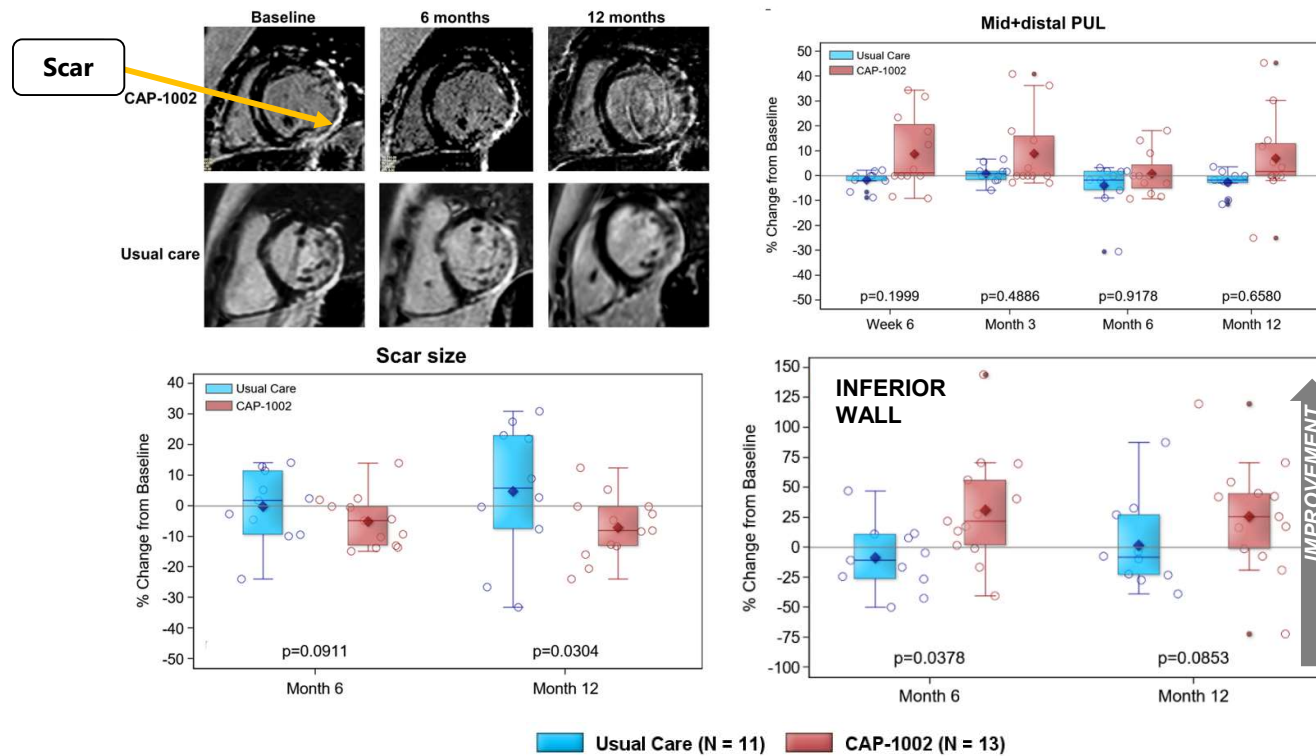 Baseline 6 months 12 months
Scar
CAP-1002
Usual care
Mid+distal PUL
Usual Care
CAP-1002
% Change from Baseline
50
40
30
20
10
0
-10
-20
-30
-40
-50
p=0.1999 p=0.4886 p=0.9178 p=0.6580
Week 6 Month 3 Month 6 Month 12
Scar size
Usual Care
CAP-1002
% Change from Baseline
40
30
20
10
0
-10
-20
-30
-40
-50
p=0.0911 p=0.0304
Month 6 Month 12
INFERIOR
WALL
% Change from Baseline
150
125
100
75
50
25
0
-25
-50
-75
-100
p=0.0378 p=0.0853
Month 6 Month 12
IMPROVEMENT
Usual Care (N = 11) CAP-1002 (N = 13)